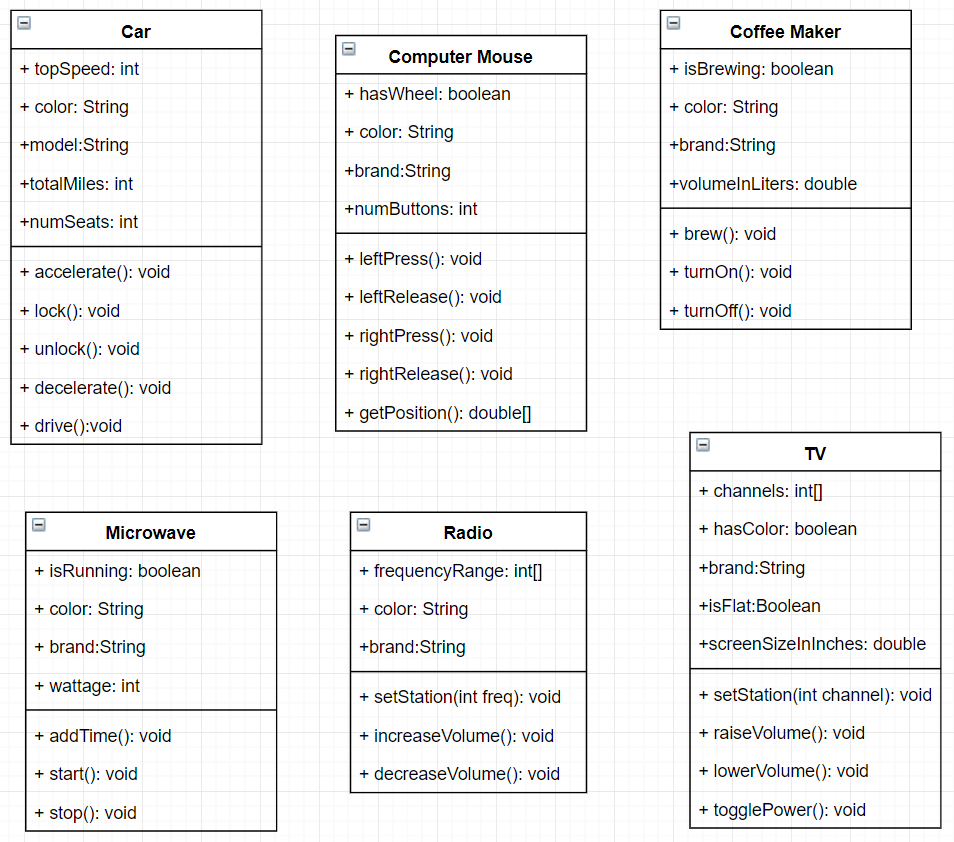 Car
+ topSpeed: int
+ color: String
+model:String
+totalMiles: int
+numSeats: int
+ accelerate(): void
+ lock(): void
+ unlock(): void
+ decelerate(): void
+ drive():void
Computer Mouse
+ hasWheel: boolean
+ color: String
+brand:String
+numButtons: int
+ leftPress(): void
+ leftRelease(): void
+ rightPress(): void
+ rightRelease(): void
+ getPosition(): double[]
Coffee Maker
+ isBrewing: boolean
+ color: String
+brand:String
+volumeInLiters: double
+ brew(): void
+ turnOn(): void
+ turnOff(): void
Microwave
+ isRunning: boolean
+ color: String
+ brand:String
+ wattage: int
+ addTime(): void
+ start(): void
+ stop(): void
Radio
+ frequencyRange: int[]
+ color: String
+brand:String
+ setStation(int freq): void
+ increaseVolume(): void
+ decreaseVolume(): void
TV
+ channels: int[]
+ hasColor: boolean
+brand:String
+isFlat:Boolean
+screenSizeInInches: double
+ setStation(int channel): void
+ raiseVolume(): void
+ lowerVolume(): void
+ togglePower(): void